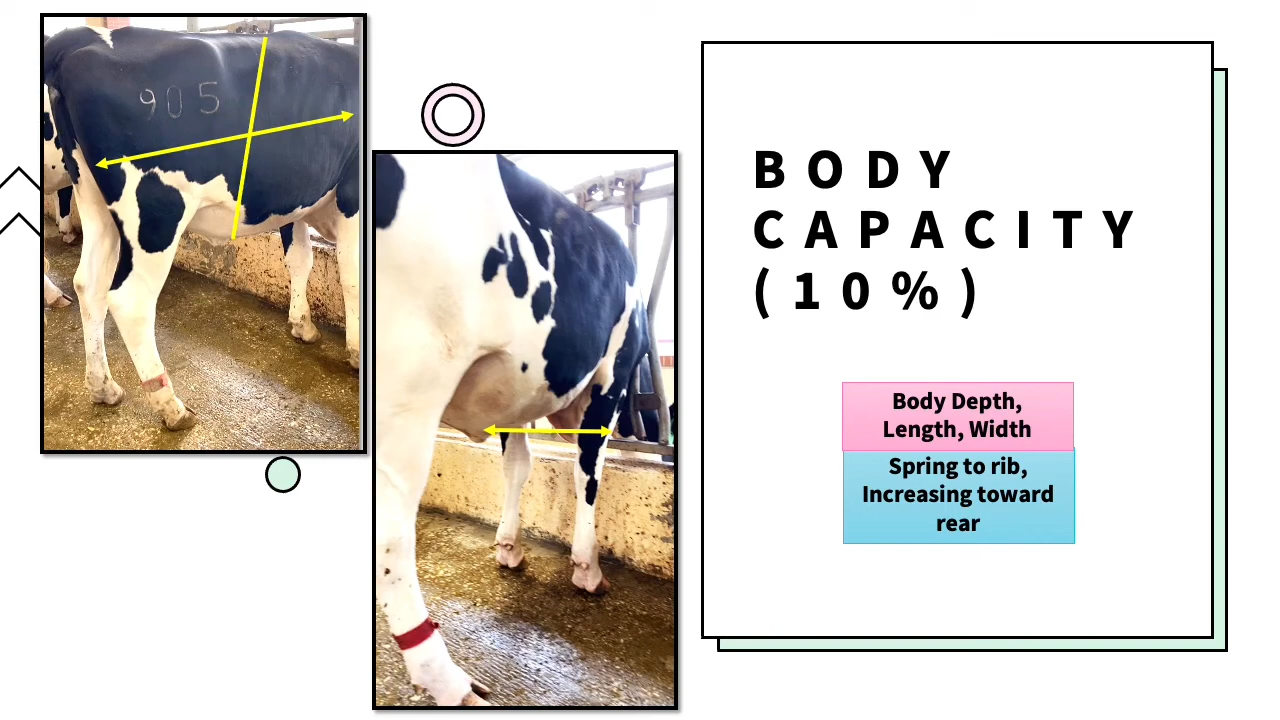 905
BODY
CAPACITY
(10%)
Body Depth,
Length, Width
Spring to rib,
Increasing toward
rear